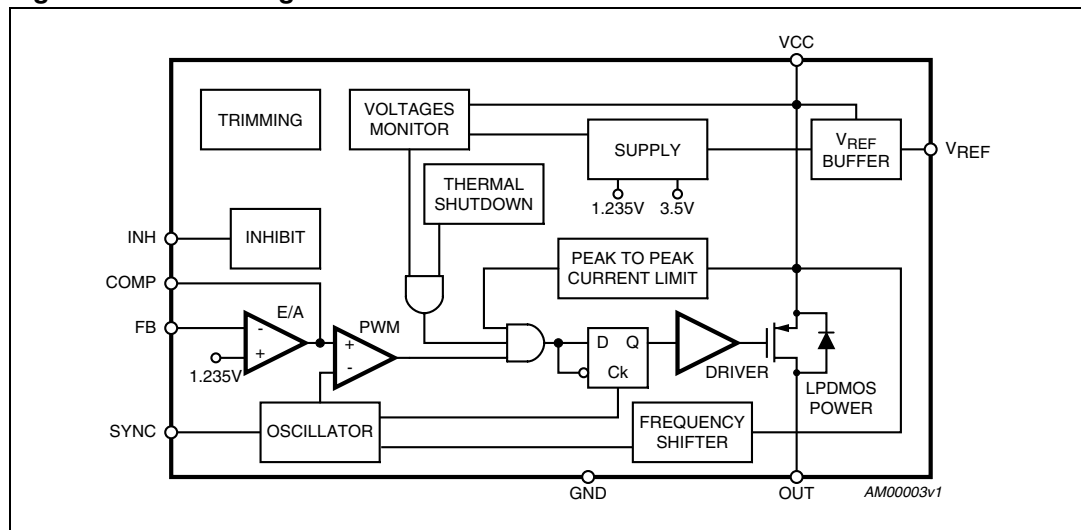 VCC
TRIMMING
VOLTAGES
MONITOR
SUPPLY
VREF
BUFFER
VREF
THERMAL
SHUTDOWN
1.235V
3.5V
INH
INHIBIT
PEAK TO PEAK
CURRENT LIMIT
COMP
E/A
FB
-
+
1.235V
PWM
+
-
D
Q
Ck
DRIVER
LPDMOS
POWER
SYNC
OSCILLATOR
FREQUENCY
SHIFTER
GND
OUT
AM00003v1